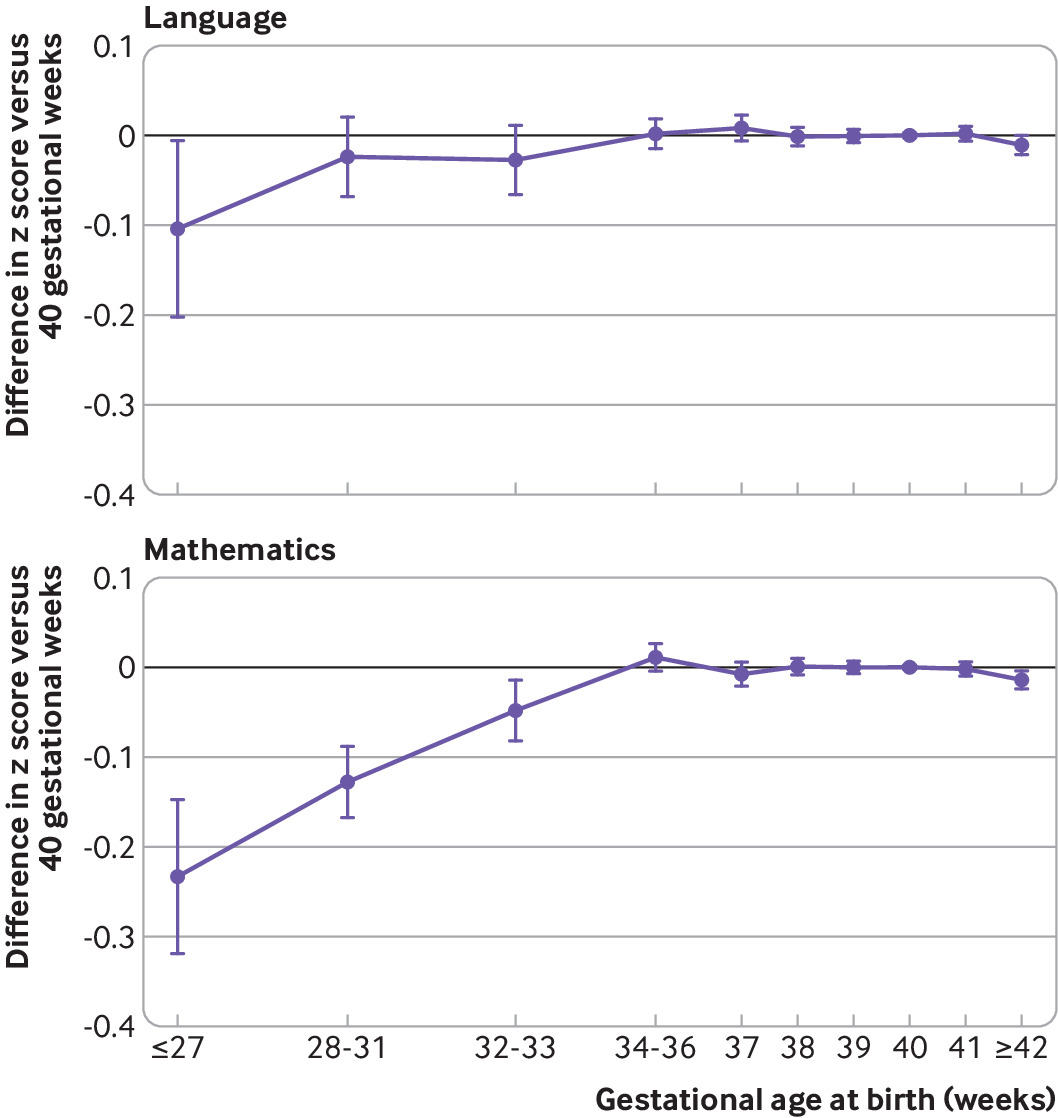 Language
Difference in z score versus
40 gestational weeks
0.1
0
-0.1
-0.2
-0.3
-0.4
Mathematics
Difference in z score versus
40 gestational weeks
0.1
0
-0.1
-0.2
-0.3
-0.4
≤27 28-31 32-33 34-36 37 38 39 40 41 ≥42
Gestational age at birth (weeks)